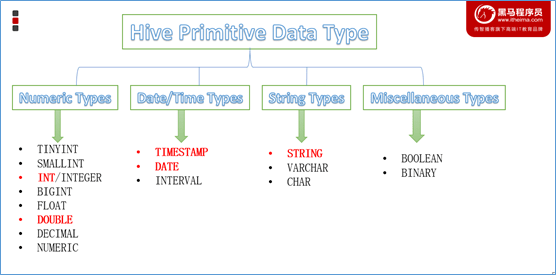 黑马程序员
www.itheima.com
传智播客旗下高端IT教育品牌
Hive Primitive Data Type
Numeric Types
Date/Time Types
String Types
Miscellaneous Types
TINYINT
SMALLINT
INT/INTEGER
BIGINT
FLOAT
DOUBLE
DECIMAL
NUMERIC
TIMESTAMP
DATE
INTERVAL
STRING
VARCHAR
CHAR
BOOLEAN
BINARY